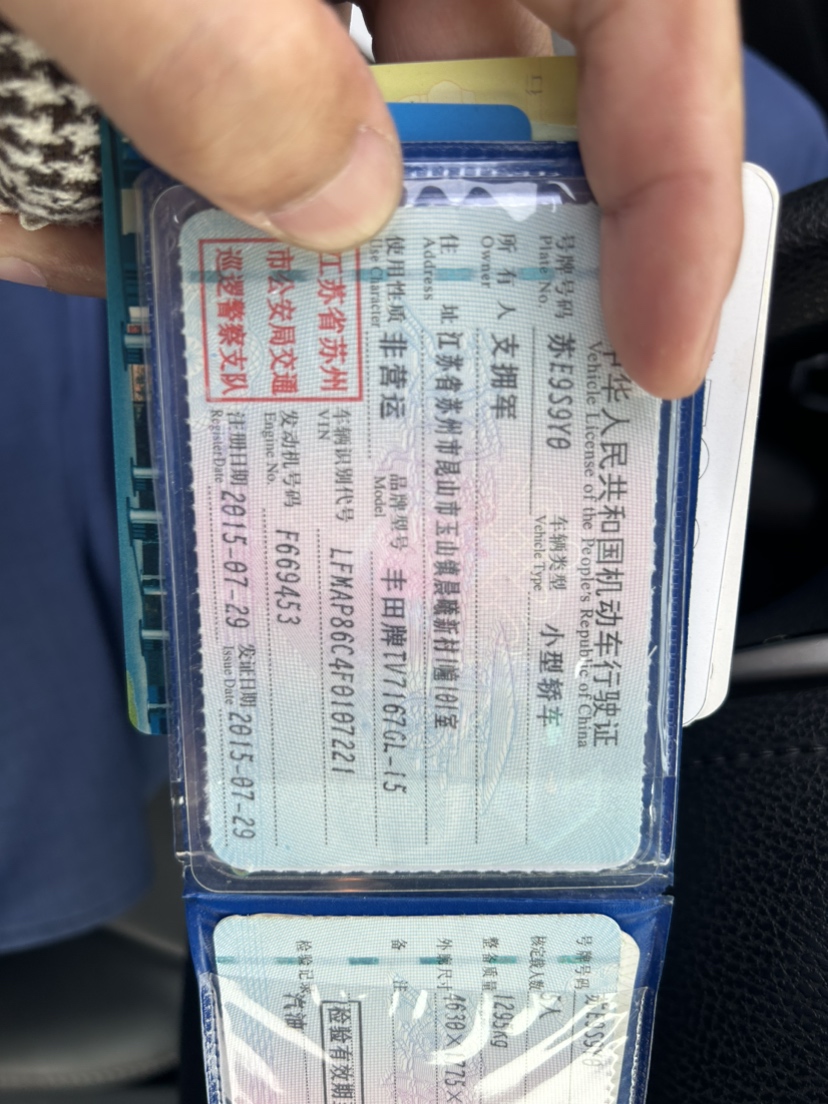 中华人民共和国机动车行驶证
Vehicle License of the People's Republic of China
号牌号码 苏E9S9Y0 车辆类型 小型轿车
Plate No. Vehicle Type
所有人 支拥军
Owner
住址 江苏省苏州市昆山市玉山镇晨曦新村1幢101室
Address
使用性质 非营运 品牌型号 丰田牌TV7167GL-i5
Use Character Model
江苏省苏州
市公安局交通
巡逻警察支队
车辆识别代号 LFMAP86C4F0107221
VIN
发动机号码 F669453
Engine No.
注册日期 2015-07-29 发证日期 2015-07-29
Register Date Issue Date
号牌号码
核定载人数 5人
整备质量 1295kg
外廓尺寸 4630×1775×
备注
检验有效期
检验记录 汽油